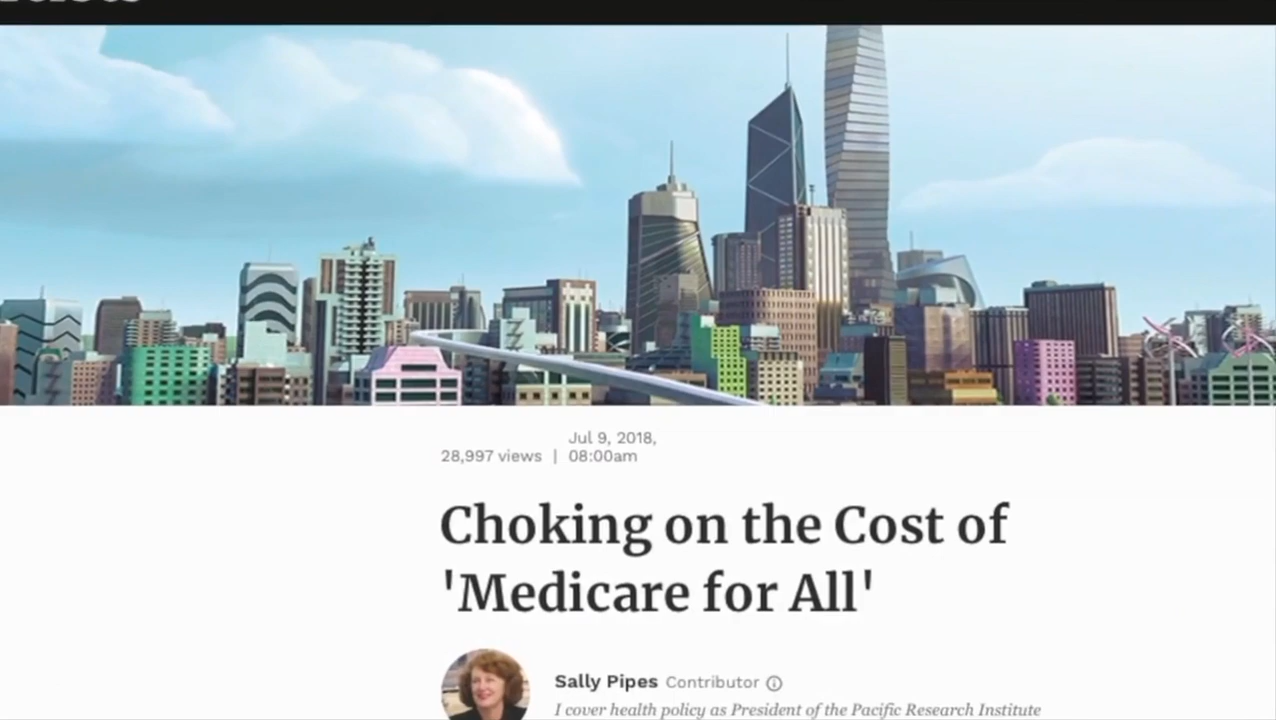 Jul 9, 2018,
28,997 views | 08:00am
Choking on the Cost of
'Medicare for All'
Sally Pipes Contributor
I cover health policy as President of the Pacific Research Institute